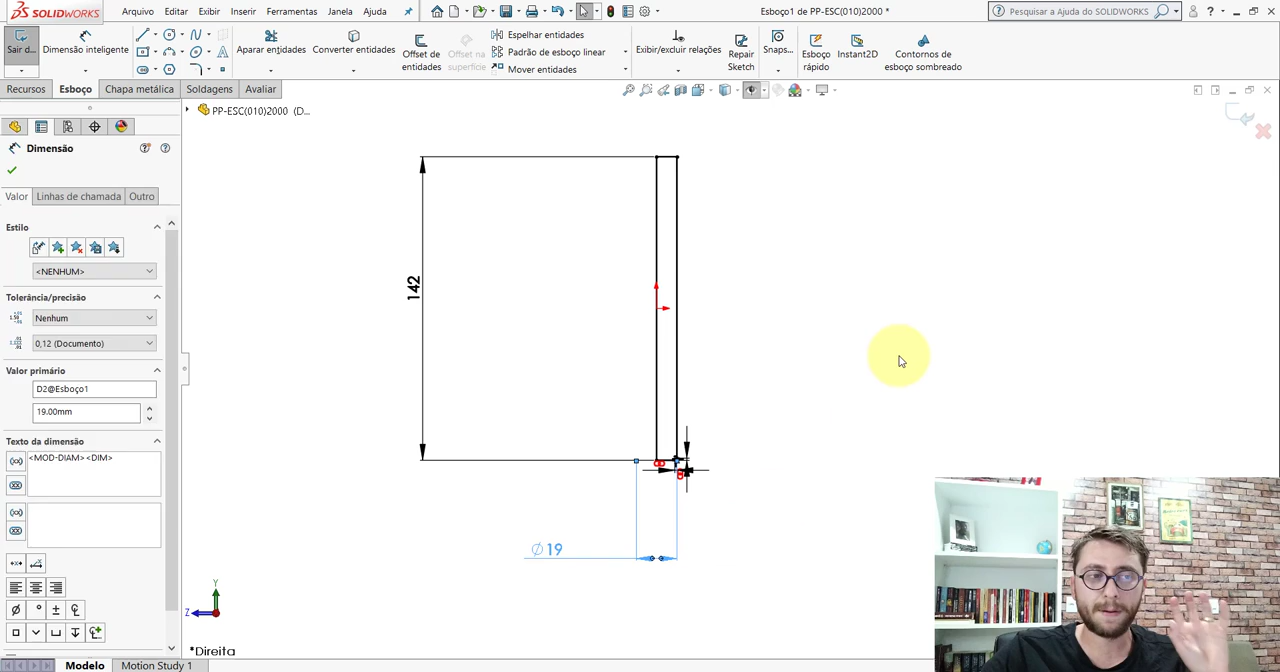 SOLIDWORKS
Arquivo Editar Exibir Inserir Ferramentas Janela Ajuda
Esboço1 de PP-ESC(010)2000 *
Pesquisar a Ajuda do SOLIDWORKS
Sair d...
Dimensão inteligente
Aparar entidades
Converter entidades
Offset de entidades
Offset na superfície
Espelhar entidades
Padrão de esboço linear
Mover entidades
Exibir/excluir relações
Repair Sketch
Snaps...
Esboço rápido
Instant2D
Contornos de esboço sombreado
Recursos Esboço Chapa metálica Soldagens Avaliar
PP-ESC(010)2000 (D...
Dimensão
Valor Linhas de chamada Outro
Estilo
<NENHUM>
Tolerância/precisão
Nenhum
0,12 (Documento)
Valor primário
D2@Esboço1
19.00mm
Texto da dimensão
<MOD-DIAM><DIM>
142
∅19
Y
Z
*Direita
Modelo Motion Study 1